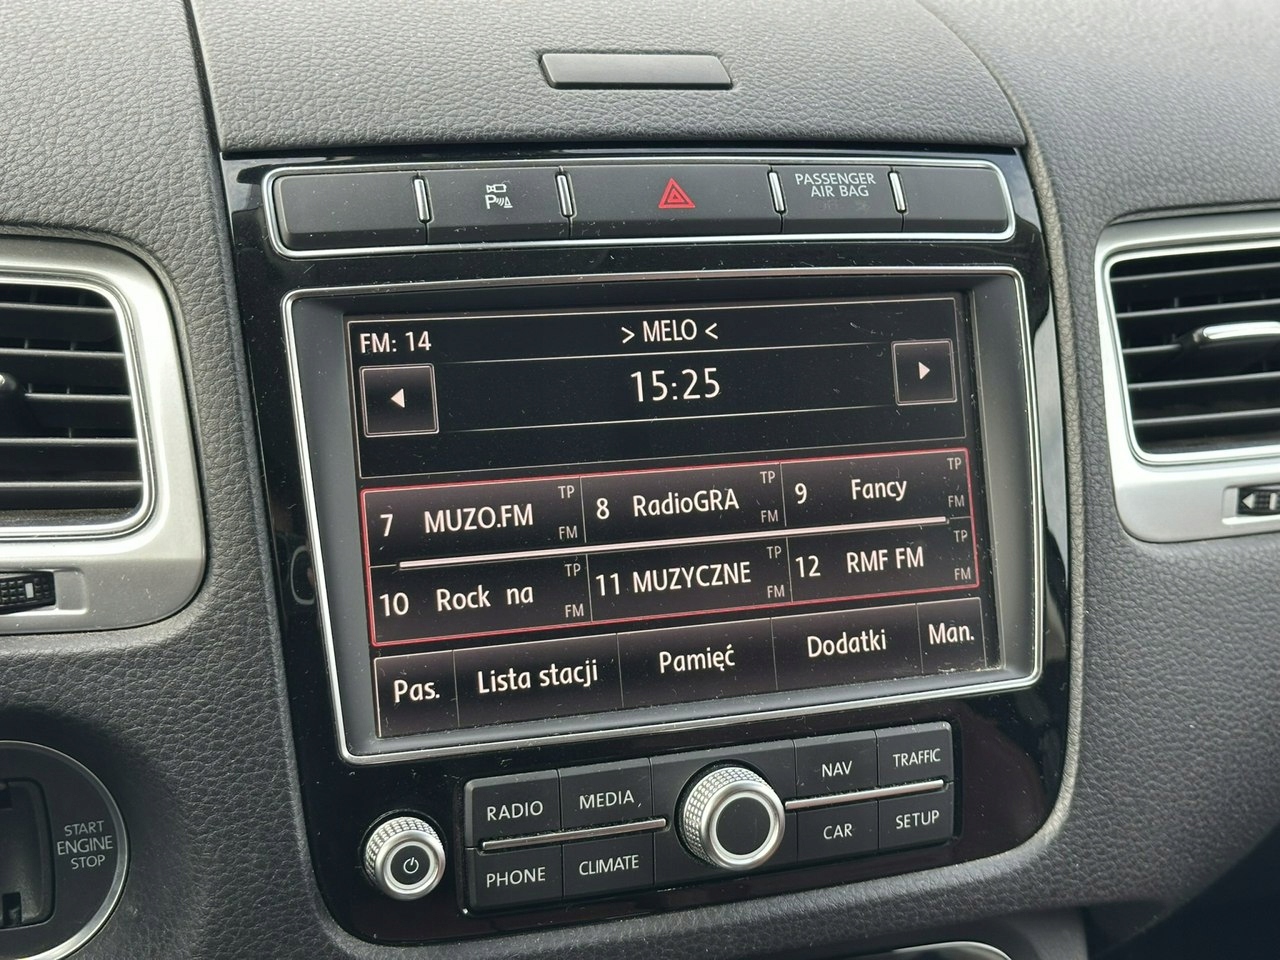 P
PASSENGER
AIR BAG
FM: 14
> MELO <
15:25
7 MUZO.FM TP FM
8 RadioGRA TP FM
9 Fancy TP FM
10 Rock na TP FM
11 MUZYCZNE TP FM
12 RMF FM TP FM
Pas. Lista stacji Pamięć Dodatki Man.
RADIO MEDIA NAV TRAFFIC
PHONE CLIMATE CAR SETUP
START
ENGINE
STOP